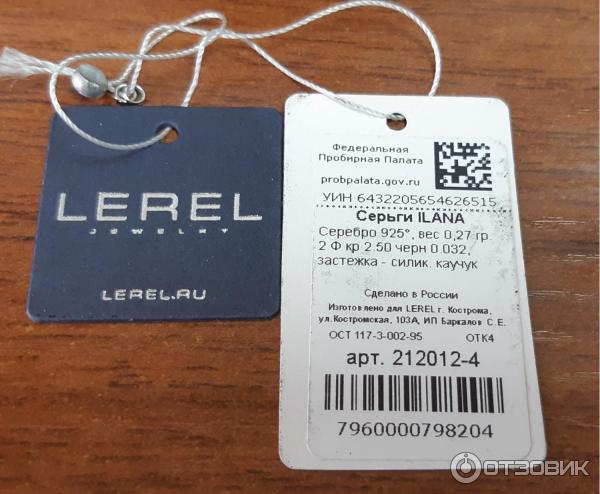 LEREL
JEWELRY
LEREL.RU
Федеральная
Пробирная Палата
probpalata.gov.ru
УИН 6432205654626515
Серьги ILANA
Серебро 925°, вес 0,27 гр.
2 Ф кр 2.50 черн 0.032,
застежка - силик. каучук
Сделано в России
Изготовлено для LEREL г. Кострома,
ул.Костромская, 103А, ИП Баркалов С.Е.
ОСТ 117-3-002-95 ОТК4
арт. 212012-4
7960000798204
ОТЗОВИК